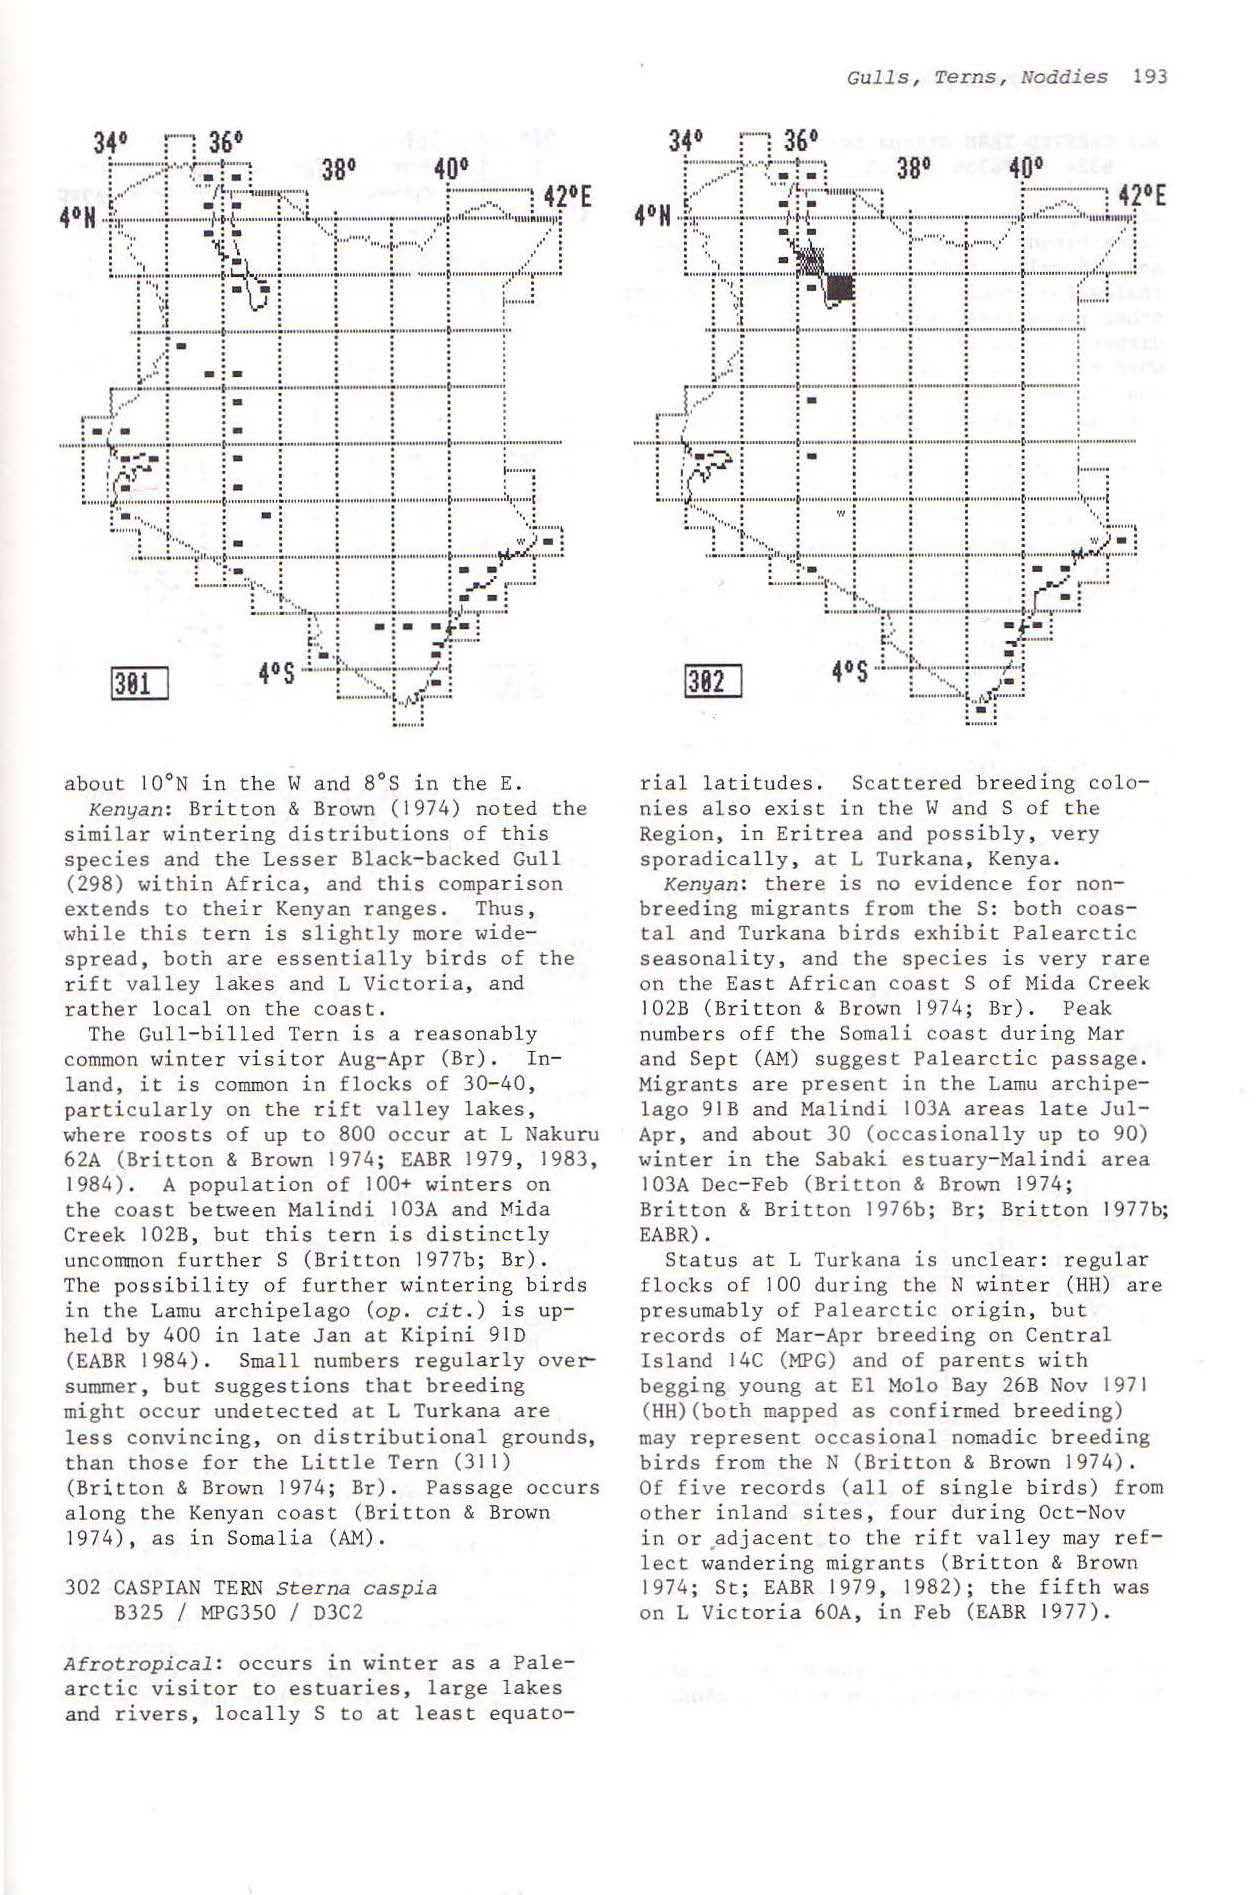 Gulls, Terns, Noddies 193
34° 36°
38° 40°
42°E
4°N
4°S
301
34° 36°
38° 40°
42°E
4°N
4°S
302
about 10°N in the W and 8°S in the E.
Kenyan: Britton & Brown (1974) noted the
similar wintering distributions of this
species and the Lesser Black-backed Gull
(298) within Africa, and this comparison
extends to their Kenyan ranges. Thus,
while this tern is slightly more wide-
spread, both are essentially birds of the
rift valley lakes and L Victoria, and
rather local on the coast.
The Gull-billed Tern is a reasonably
common winter visitor Aug-Apr (Br). In-
land, it is common in flocks of 30-40,
particularly on the rift valley lakes,
where roosts of up to 800 occur at L Nakuru
62A (Britton & Brown 1974; EABR 1979, 1983,
1984). A population of 100+ winters on
the coast between Malindi 103A and Mida
Creek 102B, but this tern is distinctly
uncommon further S (Britton 1977b; Br).
The possibility of further wintering birds
in the Lamu archipelago (op. cit.) is up-
held by 400 in late Jan at Kipini 91D
(EABR 1984). Small numbers regularly over-
summer, but suggestions that breeding
might occur undetected at L Turkana are
less convincing, on distributional grounds,
than those for the Little Tern (311)
(Britton & Brown 1974; Br). Passage occurs
along the Kenyan coast (Britton & Brown
1974), as in Somalia (AM).
302 CASPIAN TERN Sterna caspia
B325 / MPG350 / D3C2
Afrotropical: occurs in winter as a Pale-
arctic visitor to estuaries, large lakes
and rivers, locally S to at least equato-
rial latitudes. Scattered breeding colo-
nies also exist in the W and S of the
Region, in Eritrea and possibly, very
sporadically, at L Turkana, Kenya.
Kenyan: there is no evidence for non-
breeding migrants from the S: both coas-
tal and Turkana birds exhibit Palearctic
seasonality, and the species is very rare
on the East African coast S of Mida Creek
102B (Britton & Brown 1974; Br). Peak
numbers off the Somali coast during Mar
and Sept (AM) suggest Palearctic passage.
Migrants are present in the Lamu archipe-
lago 91B and Malindi 103A areas late Jul-
Apr, and about 30 (occasionally up to 90)
winter in the Sabaki estuary-Malindi area
103A Dec-Feb (Britton & Brown 1974;
Britton & Britton 1976b; Br; Britton 1977b;
EABR).
Status at L Turkana is unclear: regular
flocks of 100 during the N winter (HH) are
presumably of Palearctic origin, but
records of Mar-Apr breeding on Central
Island 14C (MPG) and of parents with
begging young at El Molo Bay 26B Nov 1971
(HH)(both mapped as confirmed breeding)
may represent occasional nomadic breeding
birds from the N (Britton & Brown 1974).
Of five records (all of single birds) from
other inland sites, four during Oct-Nov
in or adjacent to the rift valley may ref-
lect wandering migrants (Britton & Brown
1974; St; EABR 1979, 1982); the fifth was
on L Victoria 60A, in Feb (EABR 1977).